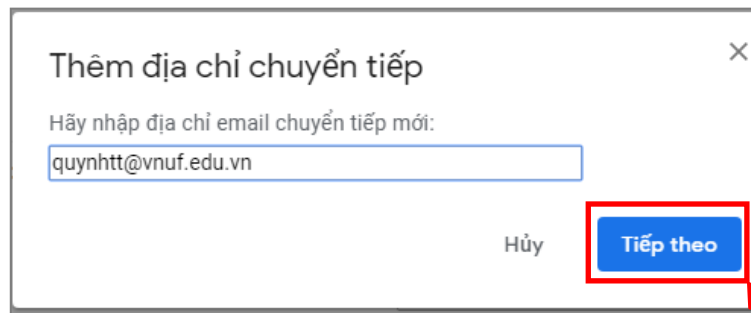 Thêm địa chỉ chuyển tiếp
Hãy nhập địa chỉ email chuyển tiếp mới:
quynhtt@vnuf.edu.vn
Hủy
Tiếp theo